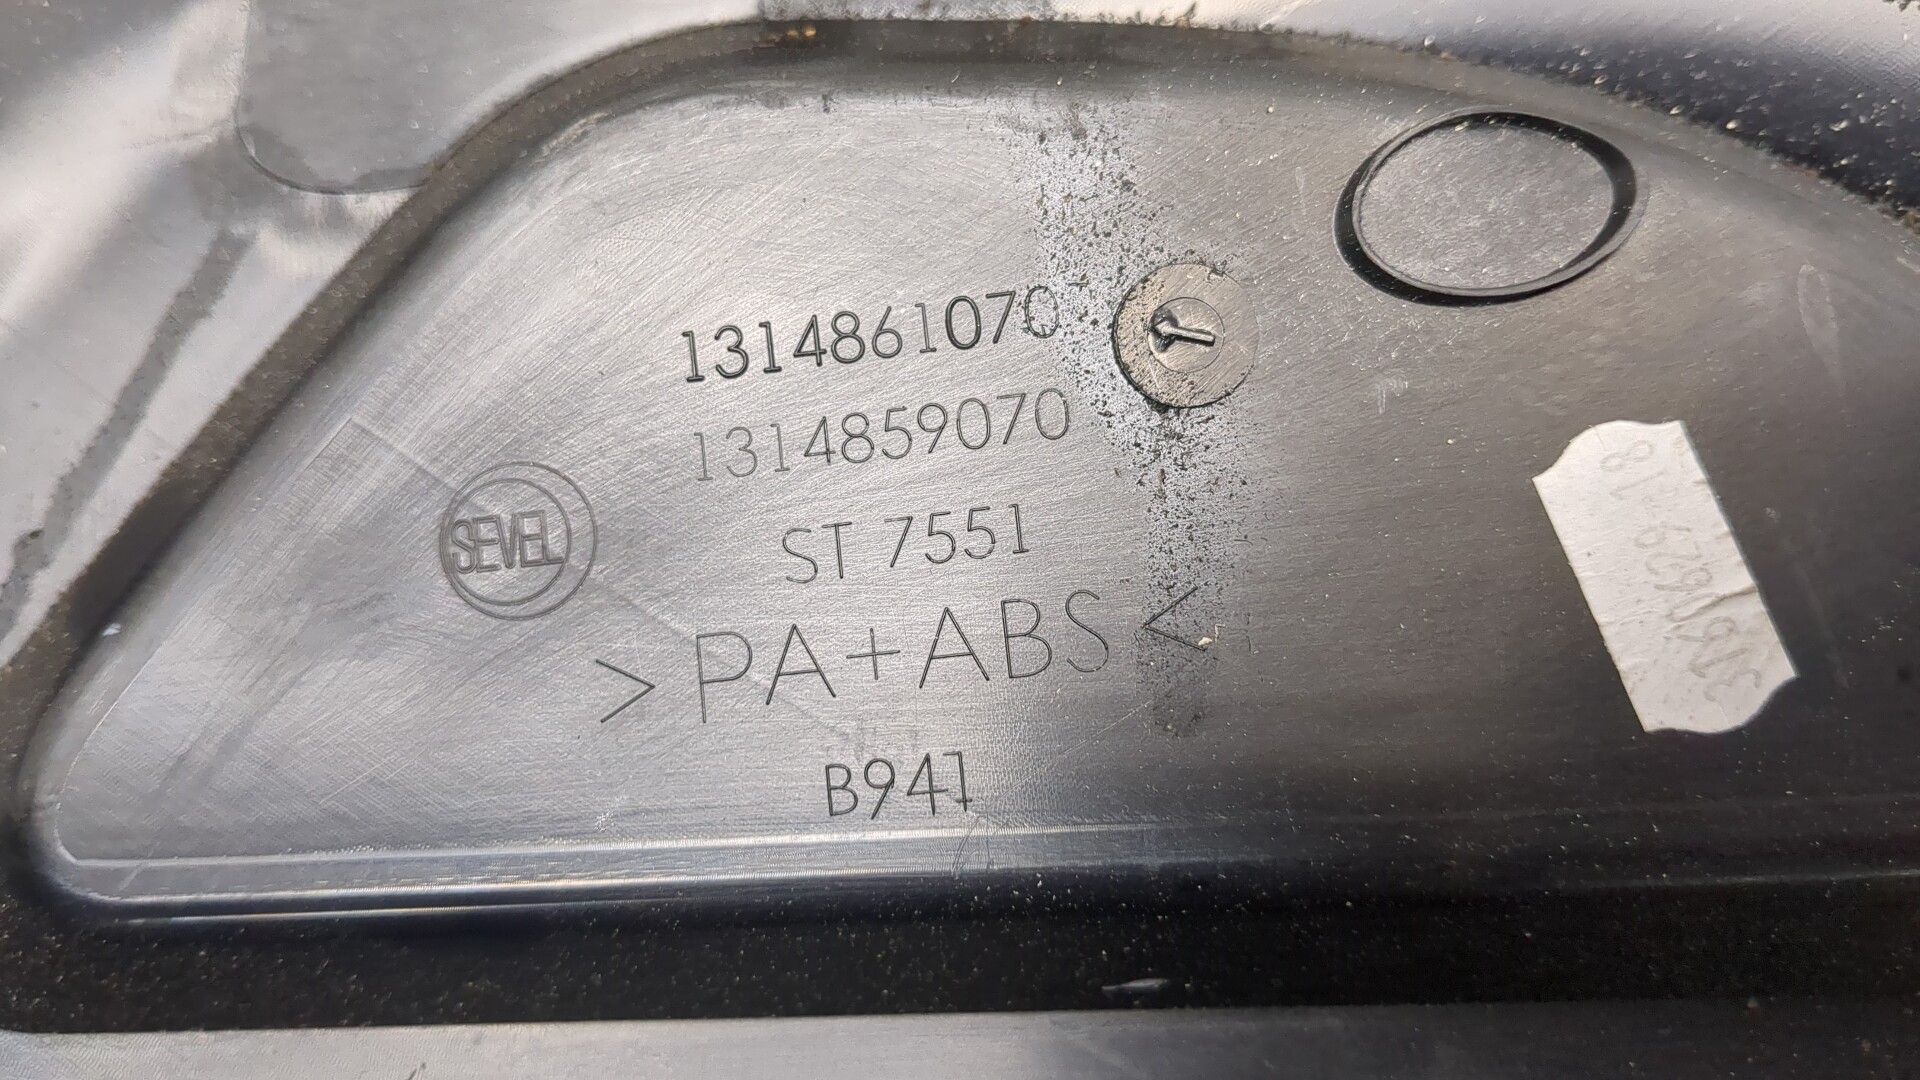 1314861070
1314859070
SEVEL
ST 7551
>PA+ABS<
B941